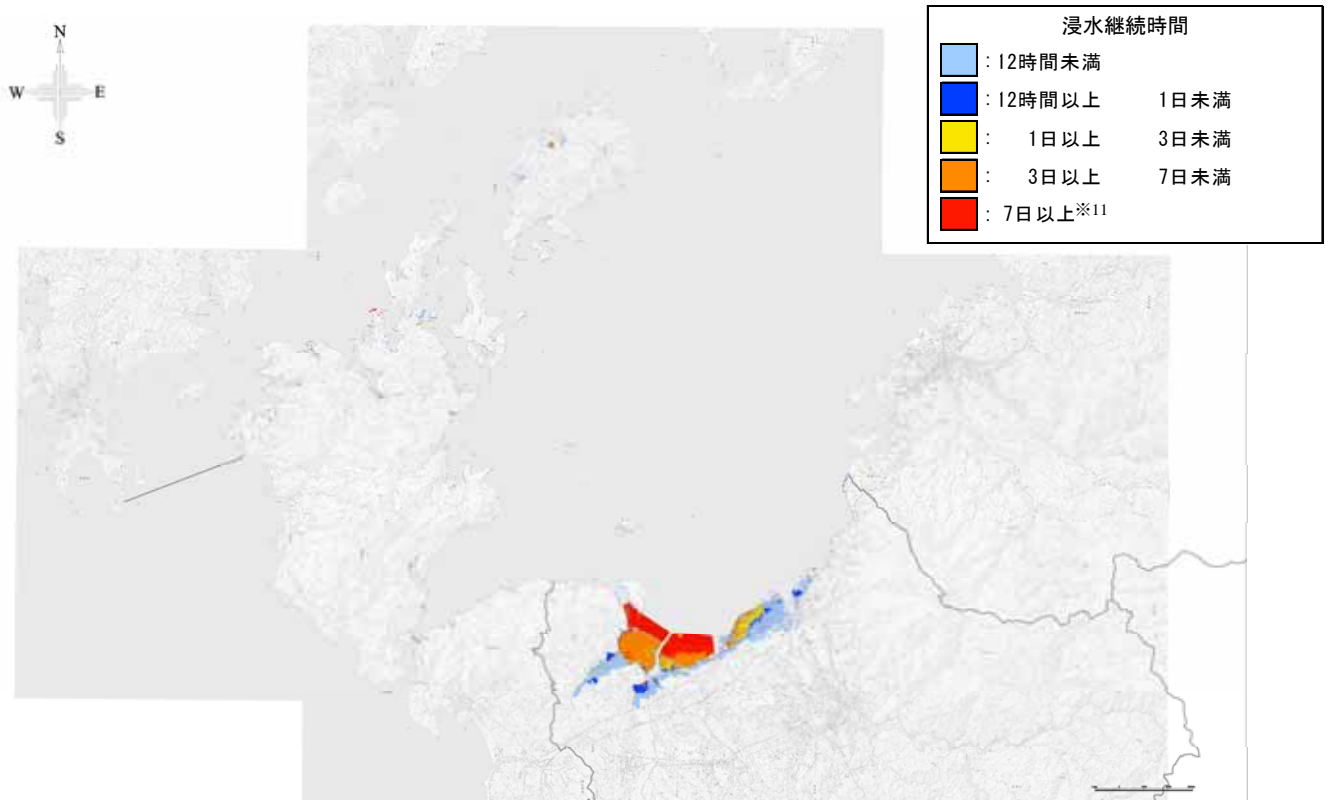 N
W E
S
浸水継続時間
: 12時間未満
: 12時間以上 1日未満
: 1日以上 3日未満
: 3日以上 7日未満
: 7日以上※11